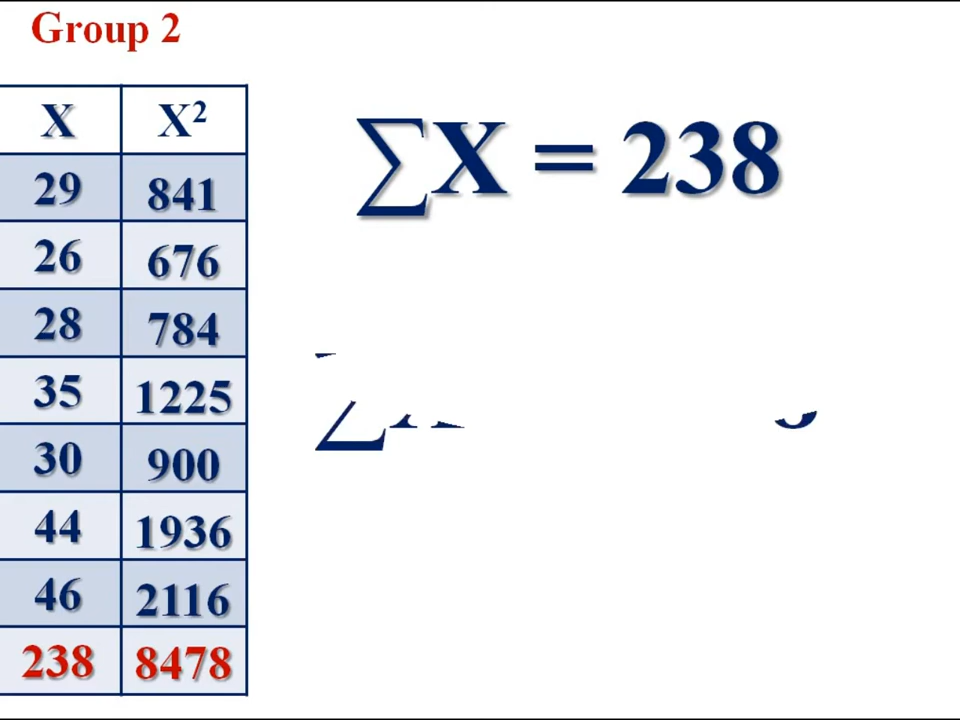 Group 2
X X²
29 841
26 676
28 784
35 1225
30 900
44 1936
46 2116
238 8478
∑X = 238